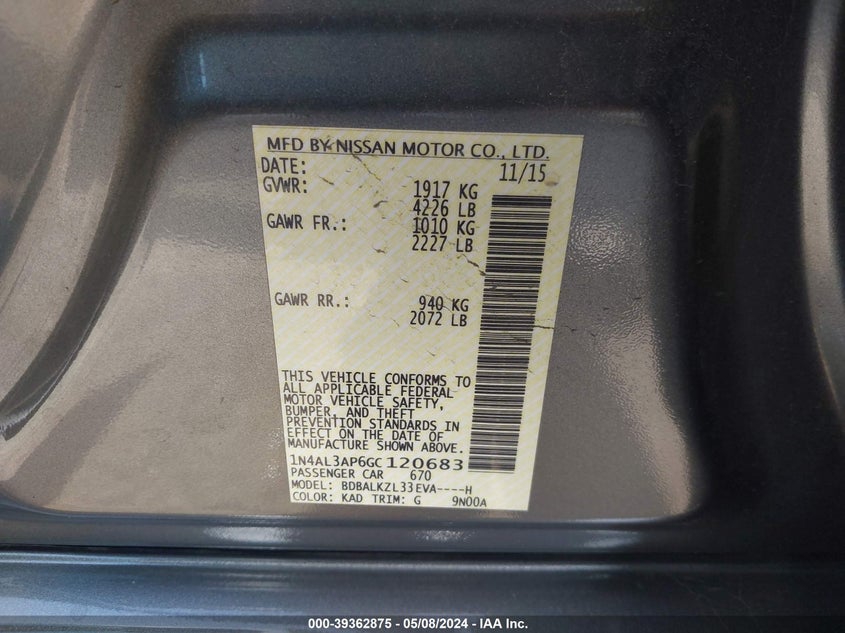 MFD BY NISSAN MOTOR CO., LTD.
DATE: 11/15
GVWR: 1917 KG
4226 LB
GAWR FR.: 1010 KG
2227 LB
GAWR RR.: 940 KG
2072 LB
THIS VEHICLE CONFORMS TO
ALL APPLICABLE FEDERAL
MOTOR VEHICLE SAFETY,
BUMPER, AND THEFT
PREVENTION STANDARDS IN
EFFECT ON THE DATE OF
MANUFACTURE SHOWN ABOVE.
1N4AL3AP6GC120683
PASSENGER CAR 670
MODEL: BDBALKZL33EVA----H
COLOR: KAD TRIM: G 9N00A
000-39362875 - 05/08/2024 - IAA Inc.